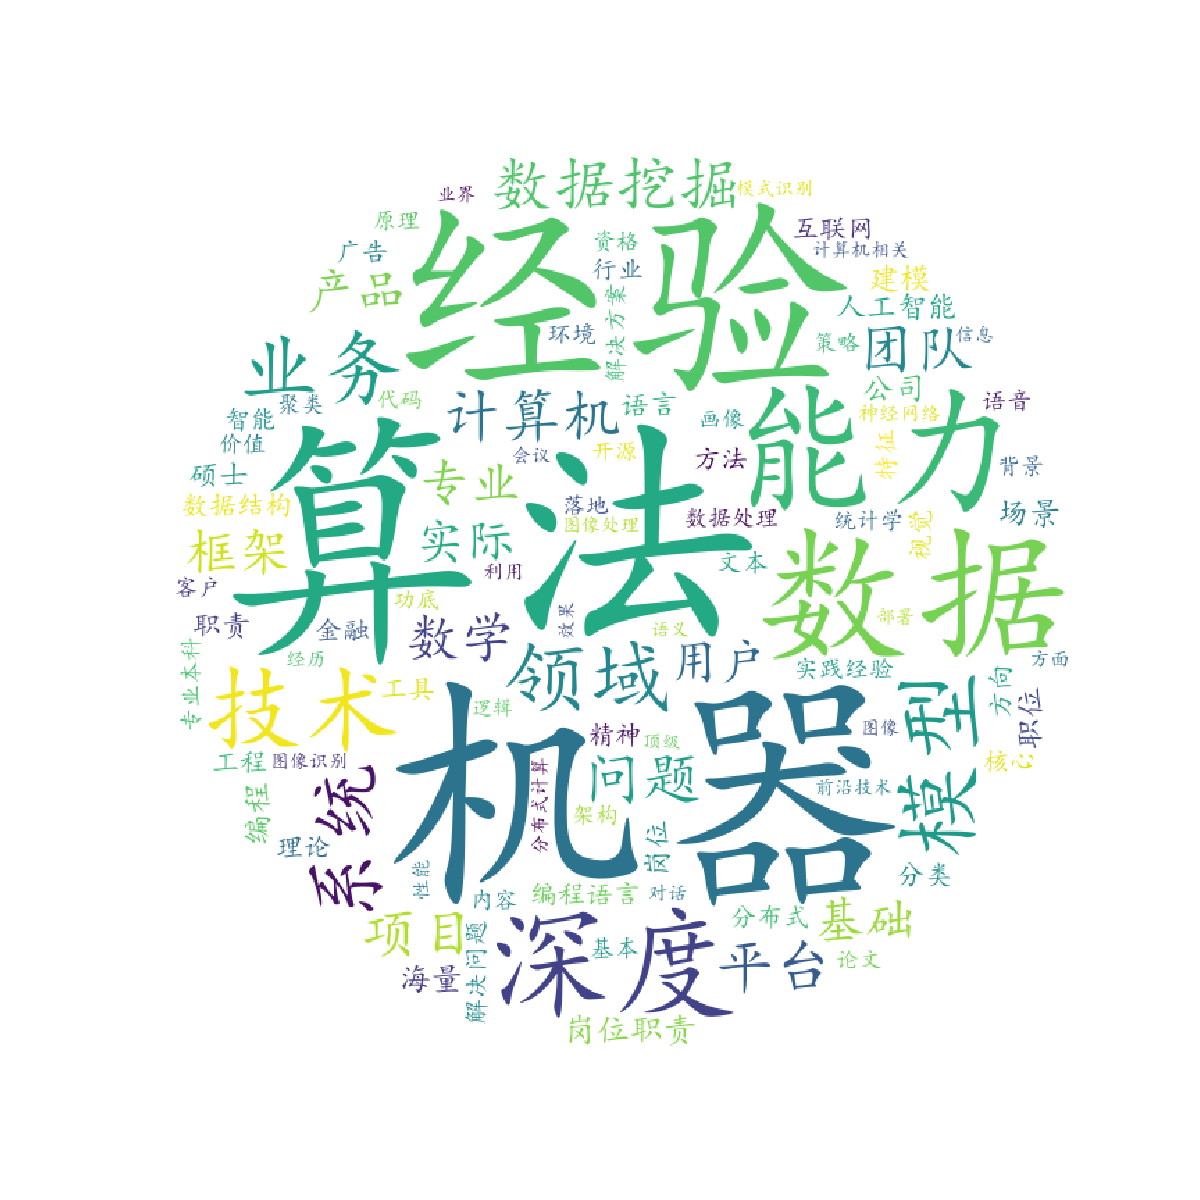 业界
数据挖掘
模式识别
原理
资格
互联网
广告
经验
行业
计算机相关
产品
解决方案
建模
人工智能
业务
环境
策略
团队
信息
聚类
代码
计算机
语言
画像
能力
公司
神经网络
语音
智能
价值
会议
开源
方法
特征
背景
硕士
专业
算法
数据结构
落地
数据处理
统计学
视觉
场景
框架
实际
图像处理
数据
客户
利用
文本
职责
金融
功底
数学
效果
语义
部署
专业本科
经历
领域
用户
实践经验
方面
技术
工具
逻辑
精神
顶级
图像
模型
方向
职位
工程
图像识别
机器
问题
核心
编程
系统
分布式计算
架构
前沿技术
理论
岗位
性能
内容
编程语言
对话
分类
项目
深度
分布式
基础
解决问题
基本
平台
论文
海量
岗位职责